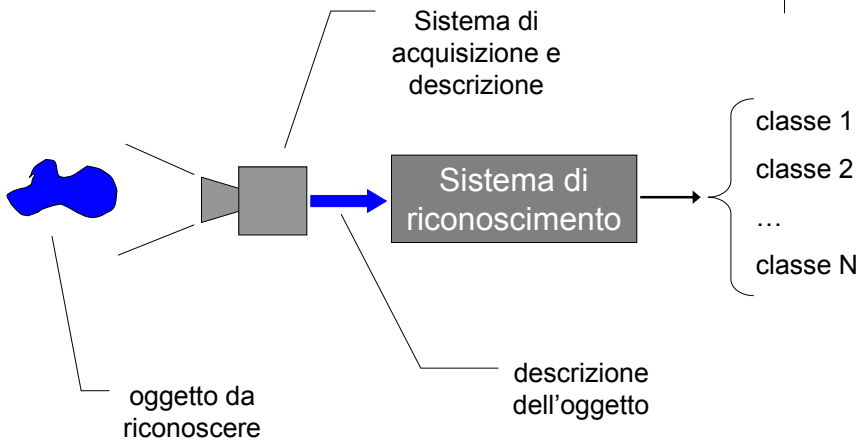 Sistema di
acquisizione e
descrizione
classe 1
classe 2
…
classe N
Sistema di
riconoscimento
oggetto da
riconoscere
descrizione
dell’oggetto